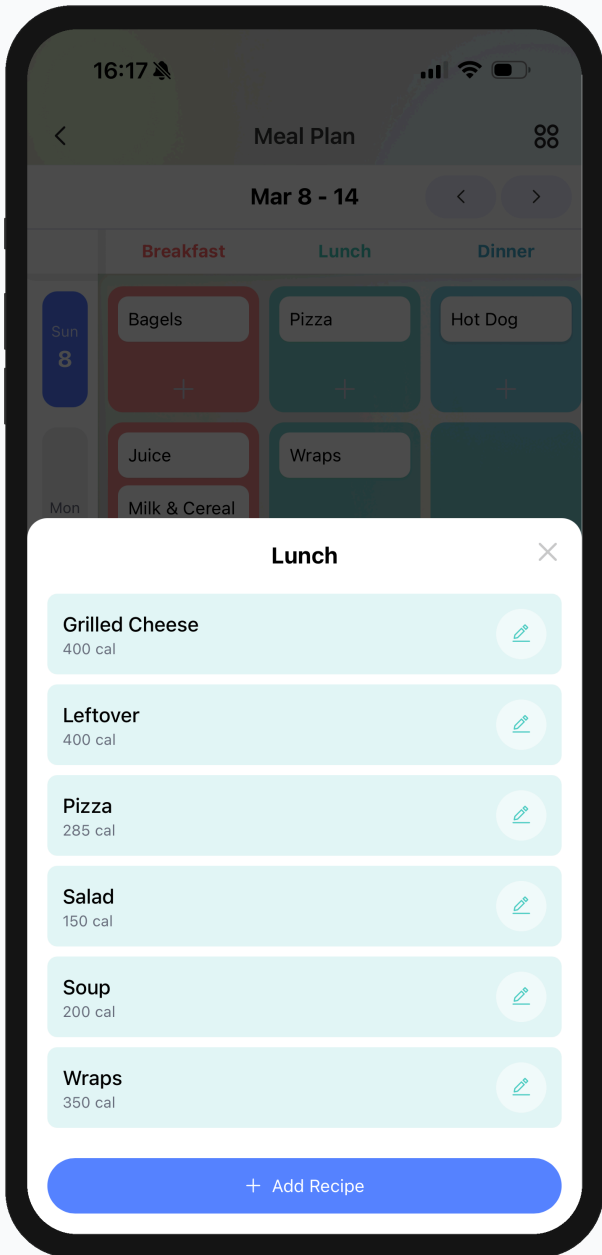 16:17
Meal Plan
Mar 8 - 14
Breakfast Lunch Dinner
Sun
8
Bagels
Pizza
Hot Dog
Mon
Juice
Milk & Cereal
Wraps
Lunch
Grilled Cheese
400 cal
Leftover
400 cal
Pizza
285 cal
Salad
150 cal
Soup
200 cal
Wraps
350 cal
+ Add Recipe